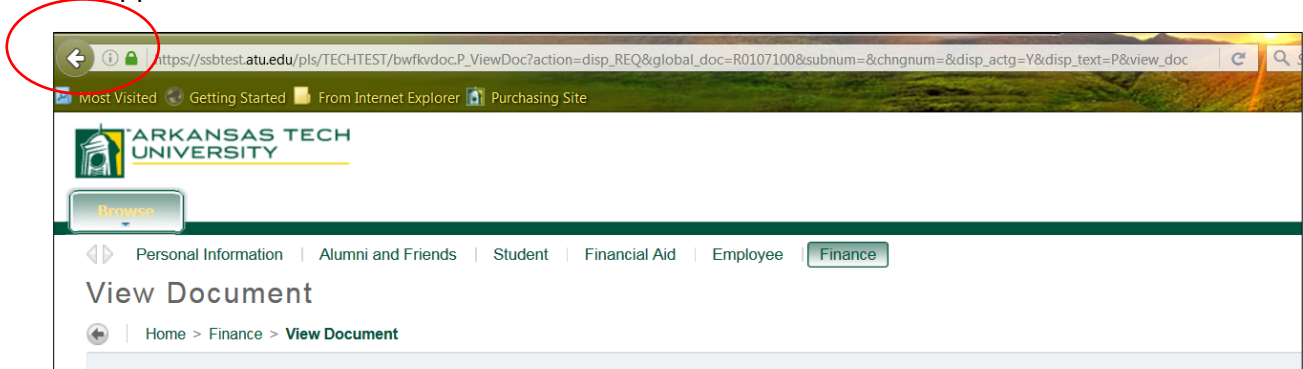 https://ssbtest.atu.edu/pls/TECHTEST/bwfkvdoc.P_ViewDoc?action=disp_REQ&global_doc=R0107100&subnum=&chngnum=&disp_actg=Y&disp_text=P&view_doc
Most Visited Getting Started From Internet Explorer Purchasing Site
ARKANSAS TECH
UNIVERSITY
Browse
Personal Information | Alumni and Friends | Student | Financial Aid | Employee | Finance
View Document
Home > Finance > View Document